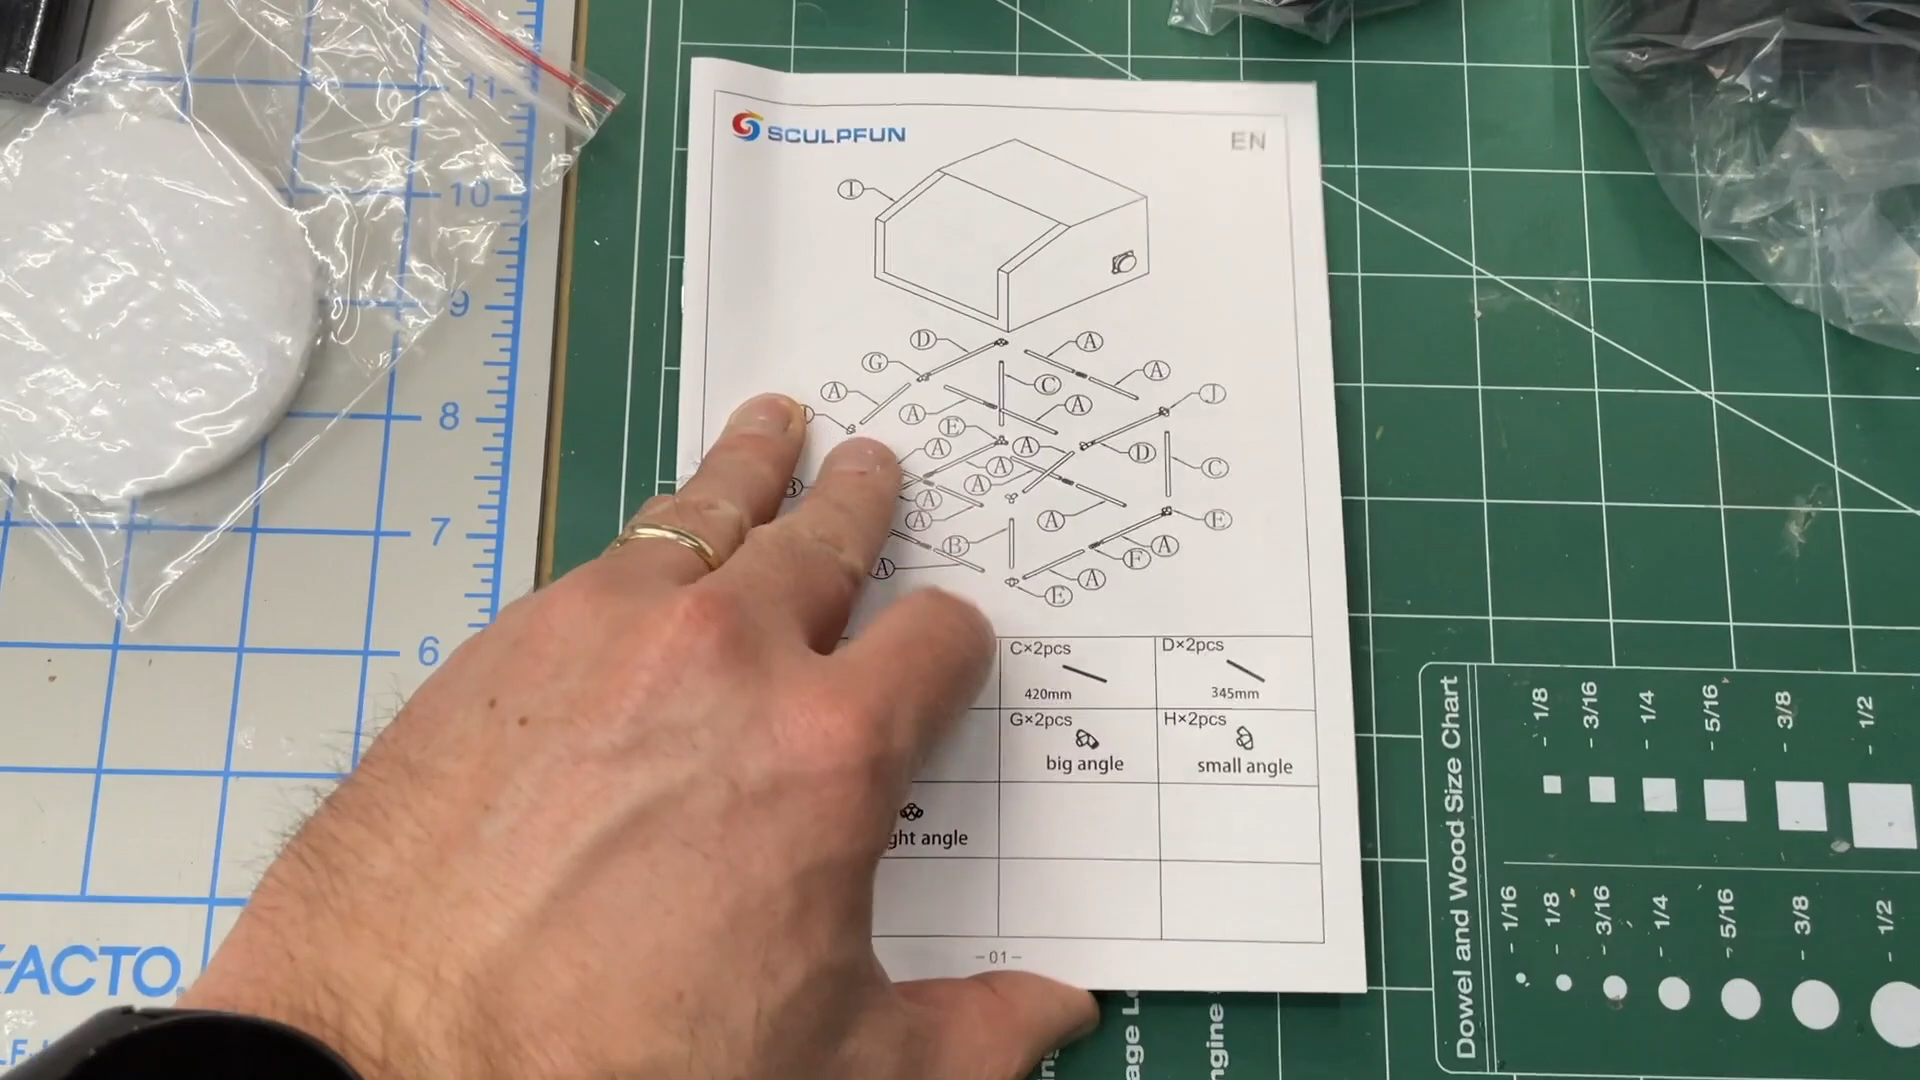 SCULPFUN
EN
I
D
A
G
A
C
A
J
A
A
E
A
A
D
A
A
C
B
A
A
A
E
B
A
F
A
A
E
C×2pcs
420mm
D×2pcs
345mm
G×2pcs
big angle
H×2pcs
small angle
ght angle
-01-
11
10
9
8
7
6
-ACTO
Dowel and Wood Size Chart
- 1/8
- 3/16
- 1/4
- 5/16
- 3/8
- 1/2
- 1/16
- 1/8
- 3/16
- 1/4
- 5/16
- 3/8
- 1/2